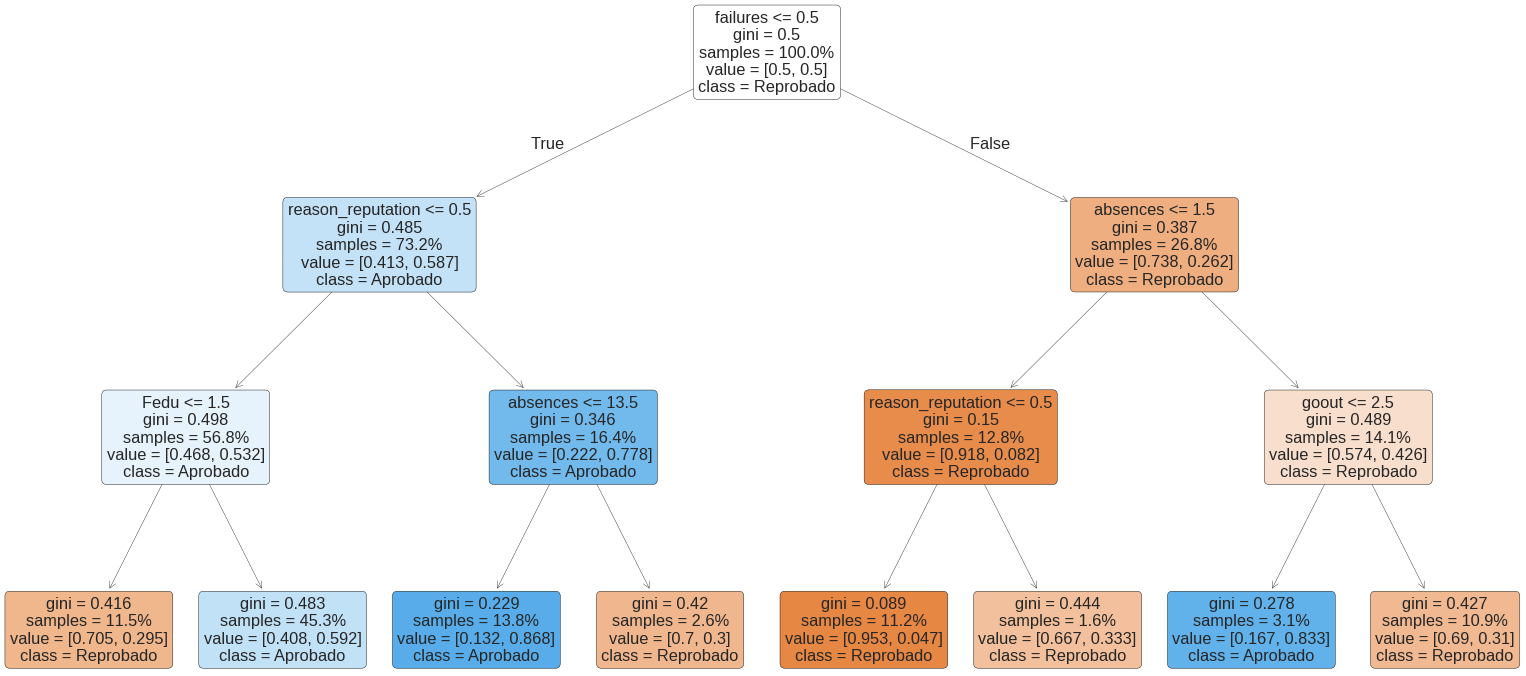 failures <= 0.5
gini = 0.5
samples = 100.0%
value = [0.5, 0.5]
class = Reprobado
True
False
reason_reputation <= 0.5
gini = 0.485
samples = 73.2%
value = [0.413, 0.587]
class = Aprobado
absences <= 1.5
gini = 0.387
samples = 26.8%
value = [0.738, 0.262]
class = Reprobado
Fedu <= 1.5
gini = 0.498
samples = 56.8%
value = [0.468, 0.532]
class = Aprobado
absences <= 13.5
gini = 0.346
samples = 16.4%
value = [0.222, 0.778]
class = Aprobado
reason_reputation <= 0.5
gini = 0.15
samples = 12.8%
value = [0.918, 0.082]
class = Reprobado
goout <= 2.5
gini = 0.489
samples = 14.1%
value = [0.574, 0.426]
class = Reprobado
gini = 0.416
samples = 11.5%
value = [0.705, 0.295]
class = Reprobado
gini = 0.483
samples = 45.3%
value = [0.408, 0.592]
class = Aprobado
gini = 0.229
samples = 13.8%
value = [0.132, 0.868]
class = Aprobado
gini = 0.42
samples = 2.6%
value = [0.7, 0.3]
class = Reprobado
gini = 0.089
samples = 11.2%
value = [0.953, 0.047]
class = Reprobado
gini = 0.444
samples = 1.6%
value = [0.667, 0.333]
class = Reprobado
gini = 0.278
samples = 3.1%
value = [0.167, 0.833]
class = Aprobado
gini = 0.427
samples = 10.9%
value = [0.69, 0.31]
class = Reprobado